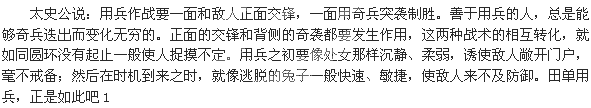 太史公说：用兵作战要一面和敌人正面交锋，一面用奇兵突袭制胜。善于用兵的人，总是能
够奇兵迭出而变化无穷的。正面的交锋和背侧的奇袭都要发生作用，这两种战术的相互转化，就
如同圆环没有起止一般使人捉摸不定。用兵之初要像处女那样沉静、柔弱，诱使敌人敞开门户，
毫不戒备；然后在时机到来之时，就像逃脱的兔子一般快速、敏捷，使敌人来不及防御。田单用
兵，正是如此吧1